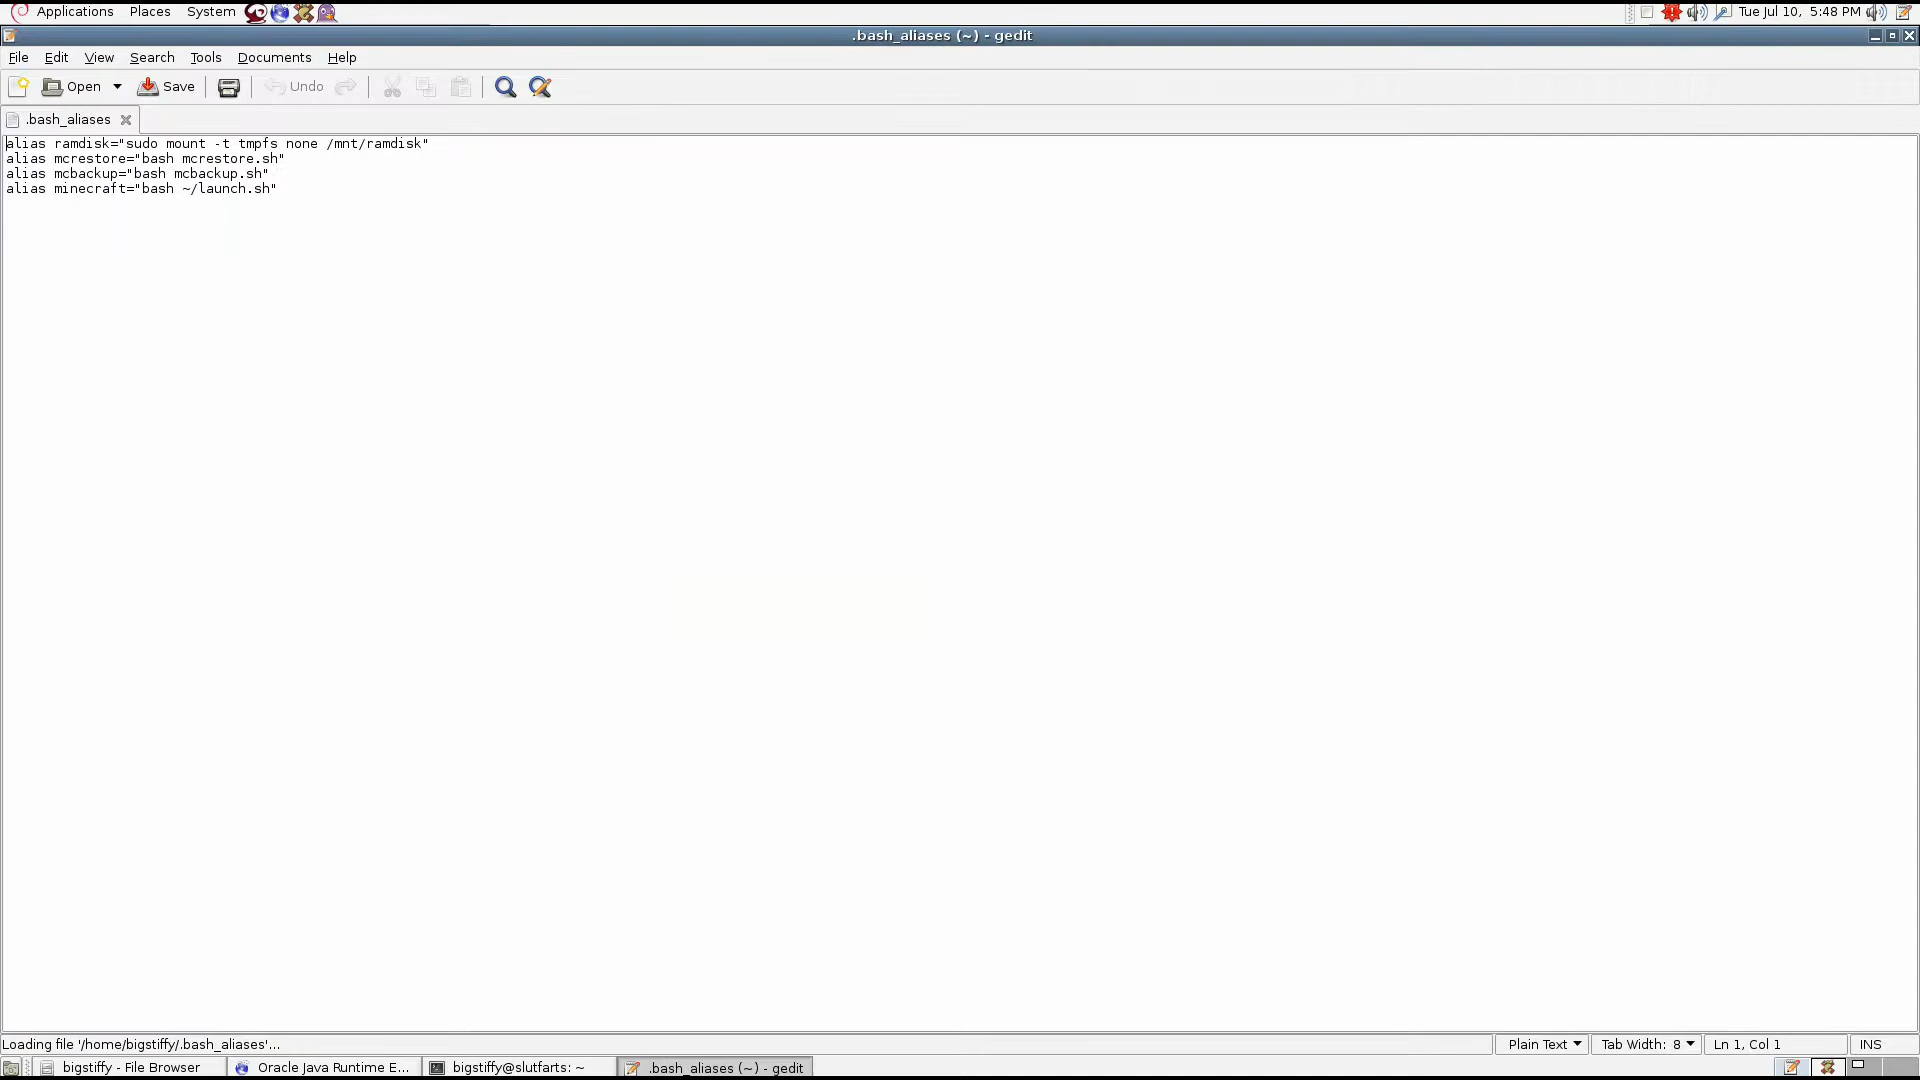 Applications Places System Tue Jul 10, 5:48 PM
.bash_aliases (~) - gedit
File Edit View Search Tools Documents Help
Open Save Undo
.bash_aliases
alias ramdisk="sudo mount -t tmpfs none /mnt/ramdisk"
alias mcrestore="bash mcrestore.sh"
alias mcbackup="bash mcbackup.sh"
alias minecraft="bash ~/launch.sh"
Loading file '/home/bigstiffy/.bash_aliases'... Plain Text Tab Width: 8 Ln 1, Col 1 INS
bigstiffy - File Browser Oracle Java Runtime E... bigstiffy@slutfarts: ~ .bash_aliases (~) - gedit